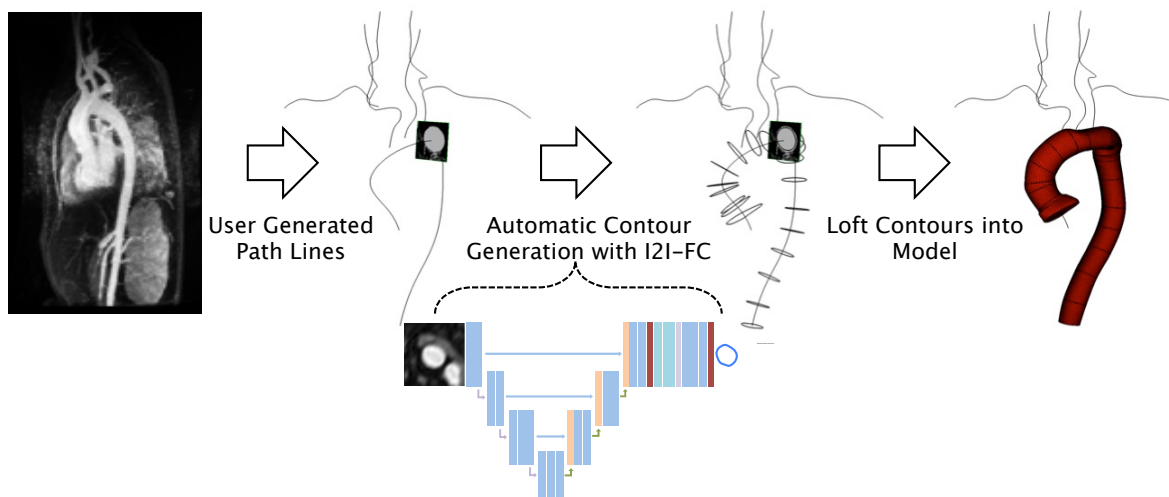 User Generated
Path Lines
Automatic Contour
Generation with I2I-FC
Loft Contours into
Model